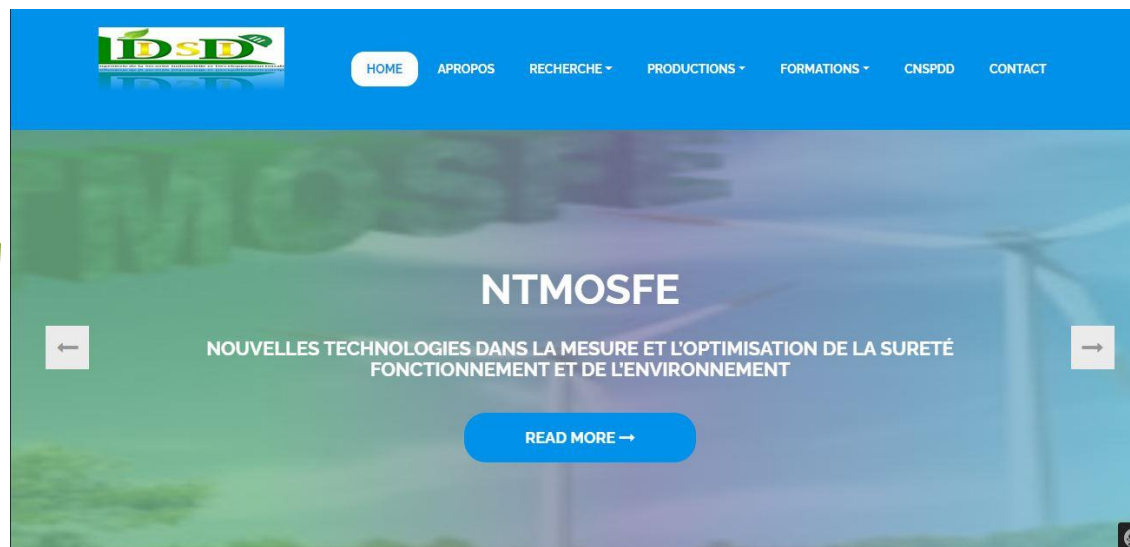 HOME
APROPOS
RECHERCHE
PRODUCTIONS
FORMATIONS
CNSPDD
CONTACT
NTMOSFE
NOUVELLES TECHNOLOGIES DANS LA MESURE ET L'OPTIMISATION DE LA SURETÉ
FONCTIONNEMENT ET DE L'ENVIRONNEMENT
READ MORE →